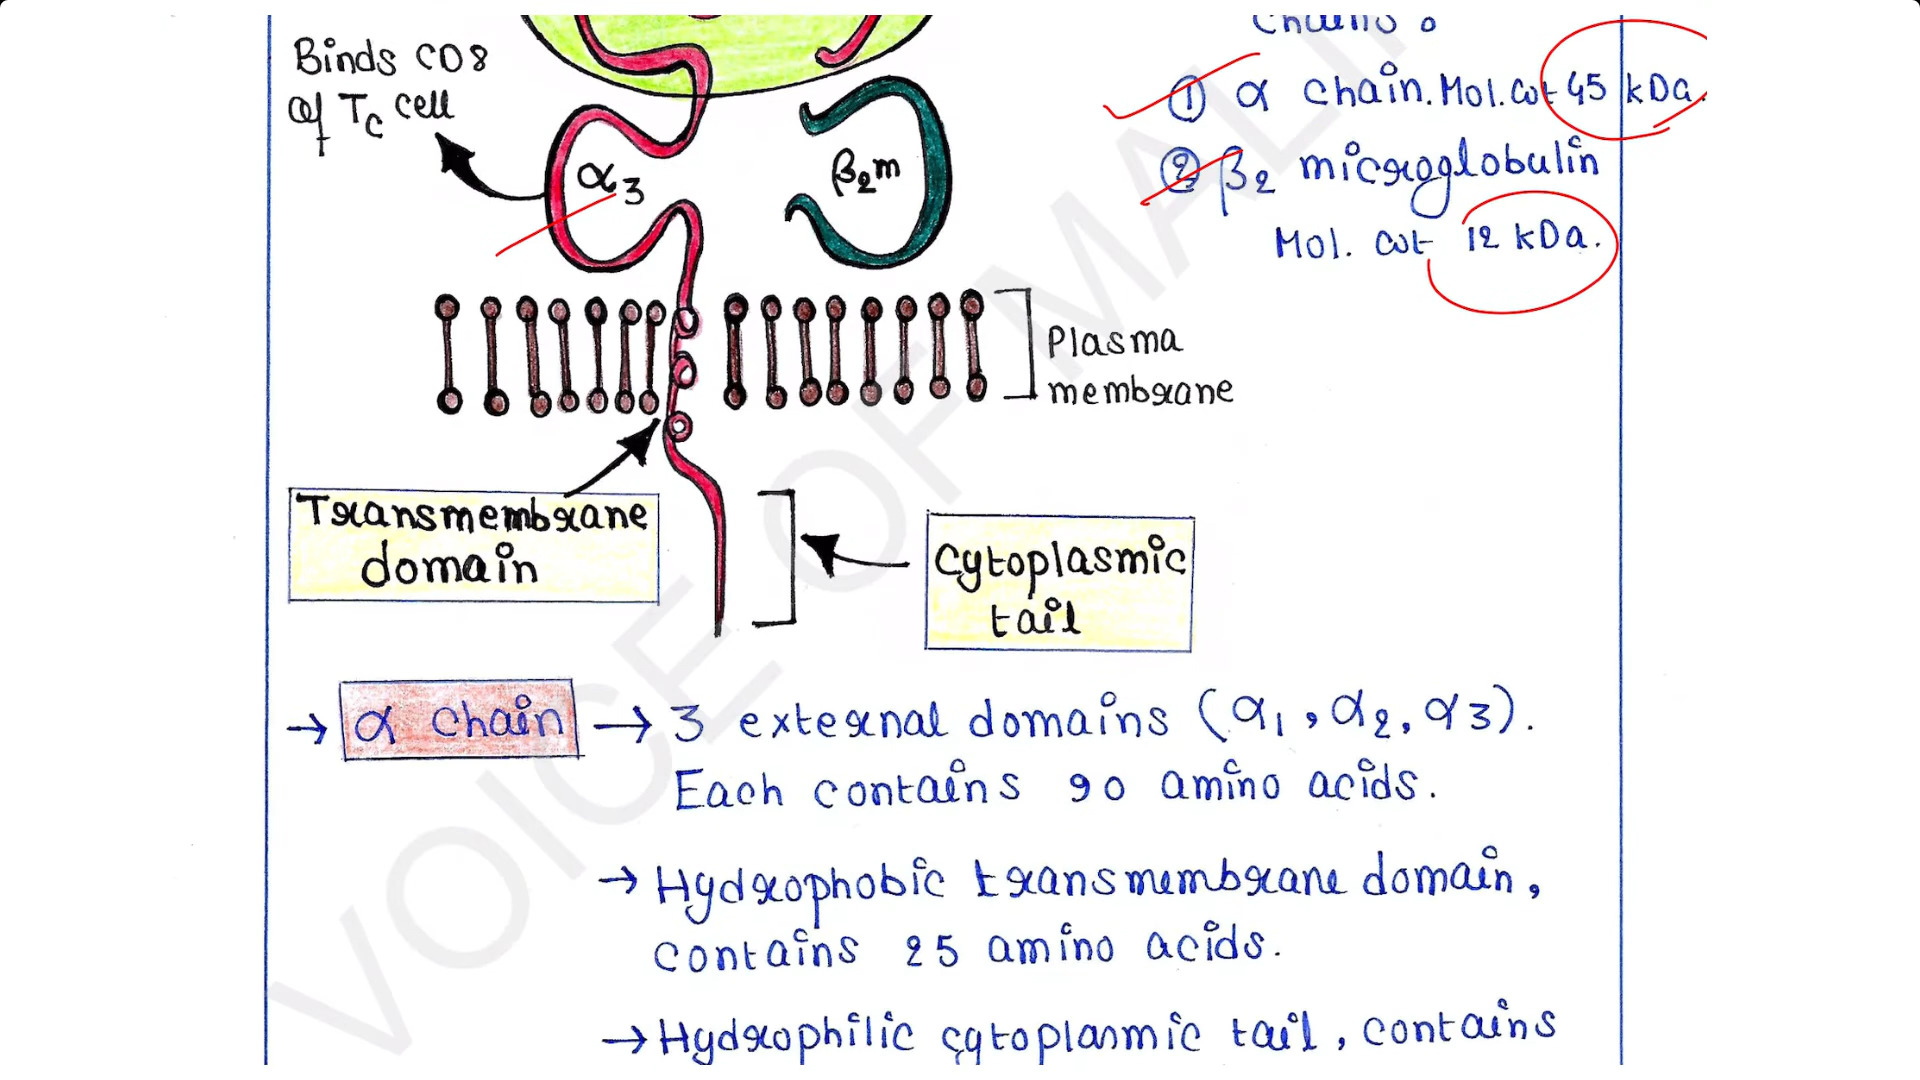 Binds CD8
of Tc cell
α3
β2m
① α chain. Mol. wt 45 kDa.
② β2 microglobulin
Mol. wt 12 kDa.
Plasma
membrane
Transmembrane
domain
Cytoplasmic
tail
→ α chain → 3 external domains (α1, α2, α3).
Each contains 90 amino acids.
→ Hydrophobic transmembrane domain,
contains 25 amino acids.
→ Hydrophilic cytoplasmic tail, contains